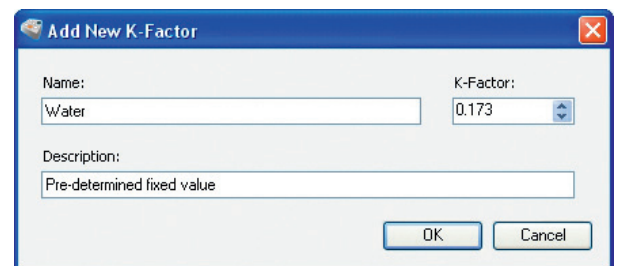 Add New K-Factor
Name: K-Factor:
Water 0.173
Description:
Pre-determined fixed value
OK Cancel